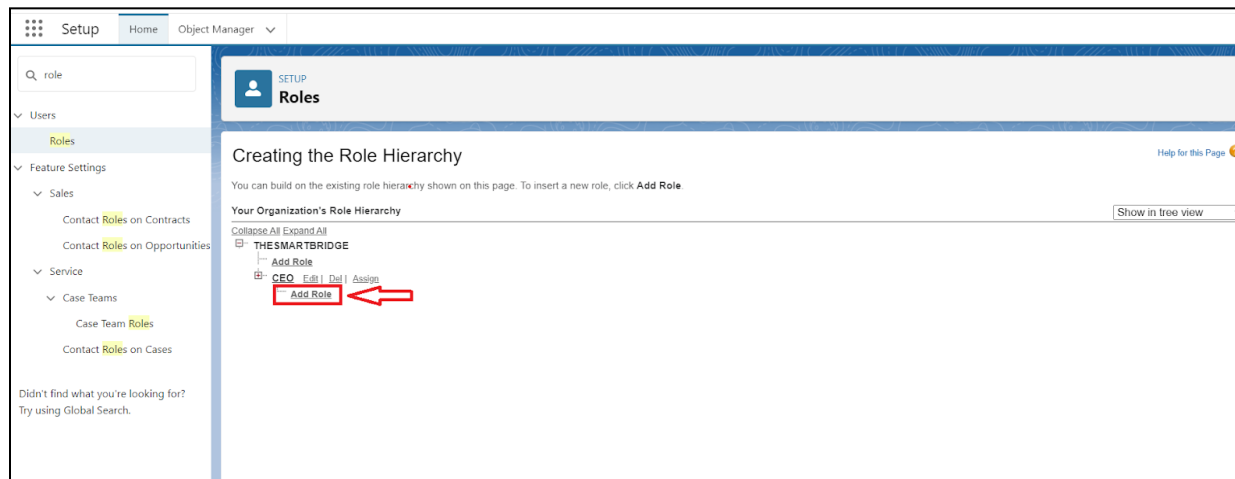 Setup Home Object Manager
role
Users
Roles
Feature Settings
Sales
Contact Roles on Contracts
Contact Roles on Opportunities
Service
Case Teams
Case Team Roles
Contact Roles on Cases
Didn't find what you're looking for?
Try using Global Search.
SETUP
Roles
Creating the Role Hierarchy
Help for this Page
You can build on the existing role hierarchy shown on this page. To insert a new role, click Add Role.
Your Organization's Role Hierarchy
Show in tree view
Collapse All Expand All
THESMARTBRIDGE
Add Role
CEO Edit | Del | Assign
Add Role